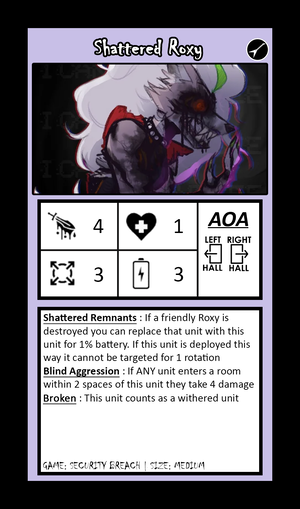 Shattered Roxy
4
1
AOA
LEFT RIGHT
HALL HALL
3
3
Shattered Remnants : If a friendly Roxy is
destroyed you can replace that unit with this
unit for 1% battery. If this unit is deployed this
way it cannot be targeted for 1 rotation
Blind Aggression : If ANY unit enters a room
within 2 spaces of this unit they take 4 damage
Broken : This unit counts as a withered unit
GAME: SECURITY BREACH | SIZE: MEDIUM